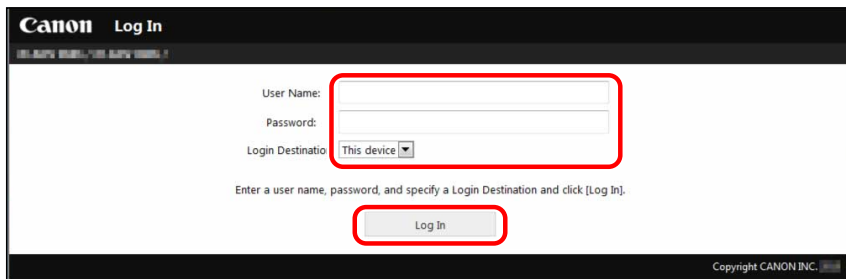 Canon Log In
User Name:
Password:
Login Destinatio This device
Enter a user name, password, and specify a Login Destination and click [Log In].
Log In
Copyright CANON INC.